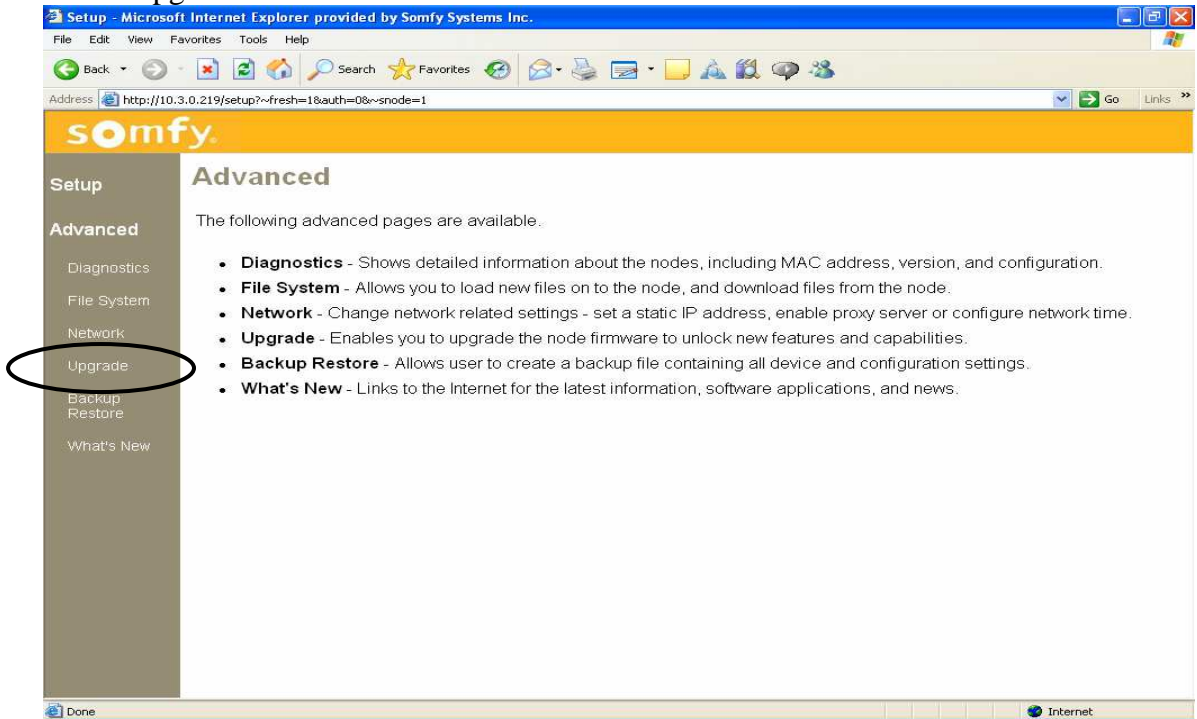 Setup - Microsoft Internet Explorer provided by Somfy Systems Inc.
File Edit View Favorites Tools Help
Back Search Favorites
Address http://10.3.0.219/setup?~fresh=1&auth=0&~snode=1 Go Links »
somfy.
Setup
Advanced
Diagnostics
File System
Network
Upgrade
Backup
Restore
What's New
Advanced
The following advanced pages are available.
• Diagnostics - Shows detailed information about the nodes, including MAC address, version, and configuration.
• File System - Allows you to load new files on to the node, and download files from the node.
• Network - Change network related settings - set a static IP address, enable proxy server or configure network time.
• Upgrade - Enables you to upgrade the node firmware to unlock new features and capabilities.
• Backup Restore - Allows user to create a backup file containing all device and configuration settings.
• What's New - Links to the Internet for the latest information, software applications, and news.
Done Internet